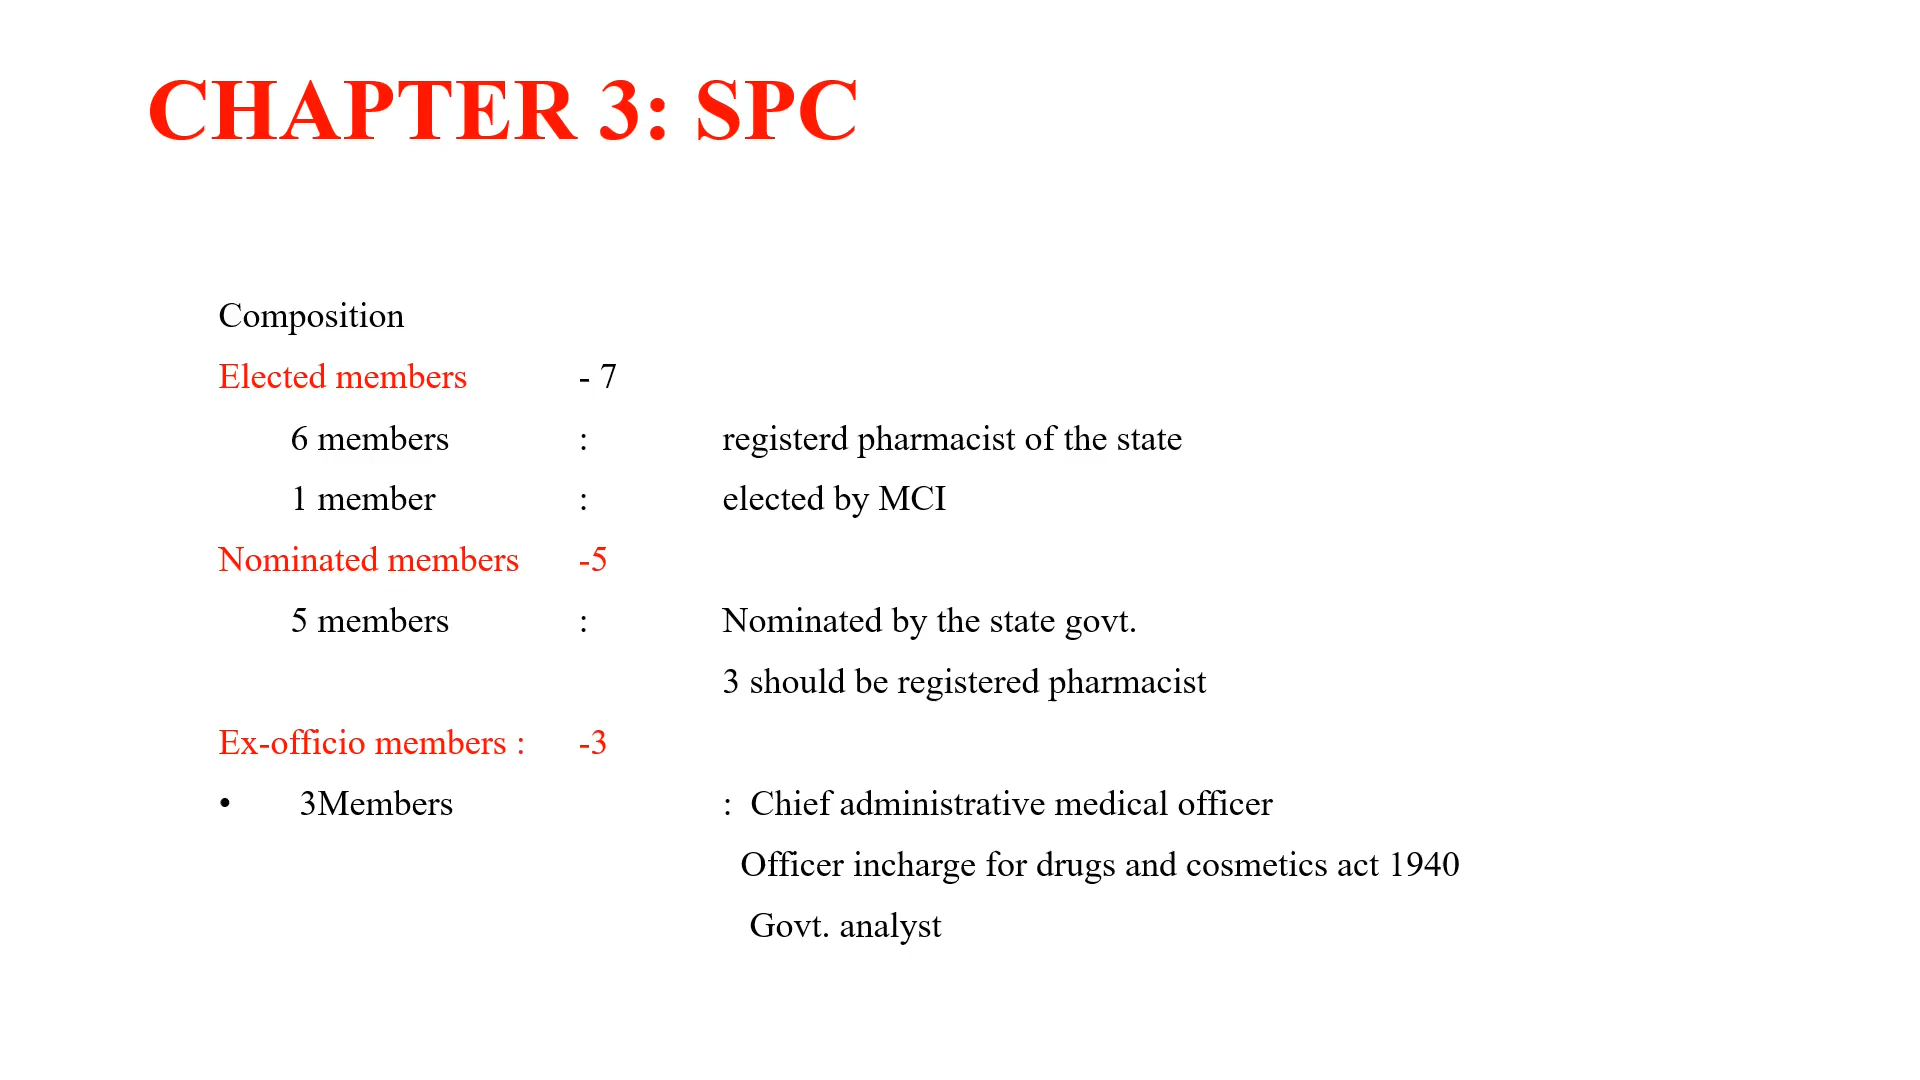 CHAPTER 3: SPC
Composition
Elected members - 7
6 members : registerd pharmacist of the state
1 member : elected by MCI
Nominated members -5
5 members : Nominated by the state govt.
3 should be registered pharmacist
Ex-officio members : -3
• 3Members : Chief administrative medical officer
Officer incharge for drugs and cosmetics act 1940
Govt. analyst